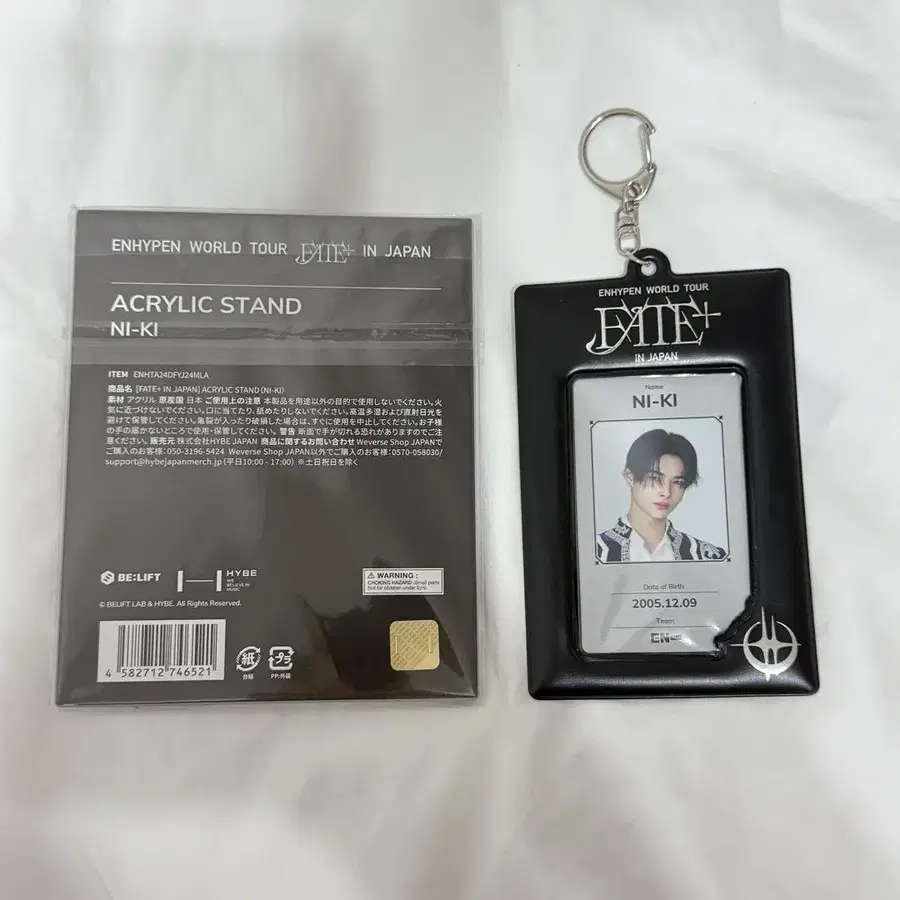 ENHYPEN WORLD TOUR FATE+ IN JAPAN
ACRYLIC STAND
NI-KI
ITEM ENHTA24DFYJ24MLA
商品名 [FATE+ IN JAPAN] ACRYLIC STAND (NI-KI)
素材 アクリル 原産国 日本 ご使用上の注意 本製品を用途以外の目的で使用しないでください。火
気に近づけないでください。口に当てたり、舐めたりしないでください。高温多湿および直射日光を
避けて保管してください。亀裂が入ったり破損した場合は、すぐに使用を中止してください。お子様
の手の届かないところで使用・保管してください。警告 断面で手が切れる恐れがありますのでご注
意ください。 販売元 株式会社HYBE JAPAN 商品に関するお問い合わせ Weverse Shop JAPANで
ご購入のお客様:050-3196-5424 Weverse Shop JAPAN以外でご購入のお客様:0570-058030/
support@hybejapanmerch.jp (平日10:00 - 17:00) ※土日祝日を除く
BE:LIFT
HYBE
WE
BELIEVE IN
MUSIC
© BELIFT LAB & HYBE. All Rights Reserved.
WARNING :
CHOKING HAZARD -Small parts
Not for children under 3yrs.
4 582712 746521
紙
台紙
プラ
PP:外袋
ENHYPEN WORLD TOUR
FATE+
IN JAPAN
Name
NI-KI
Date of Birth
2005.12.09
Team
EN